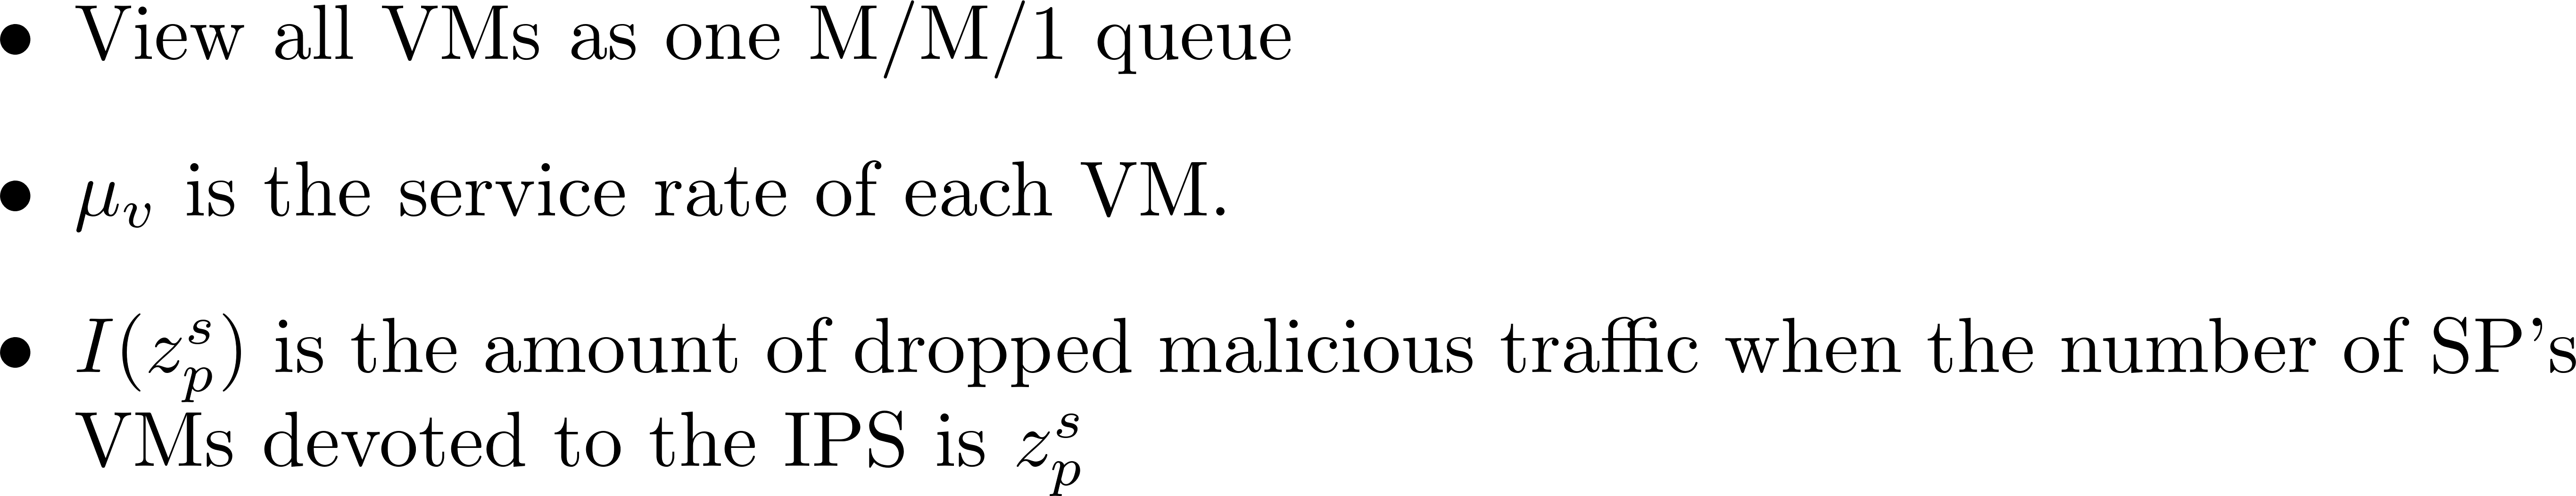 • View all VMs as one M/M/1 queue
• $\mu_v$ is the service rate of each VM.
• $I(z_p^s)$ is the amount of dropped malicious traffic when the number of SP's
VMs devoted to the IPS is $z_p^s$